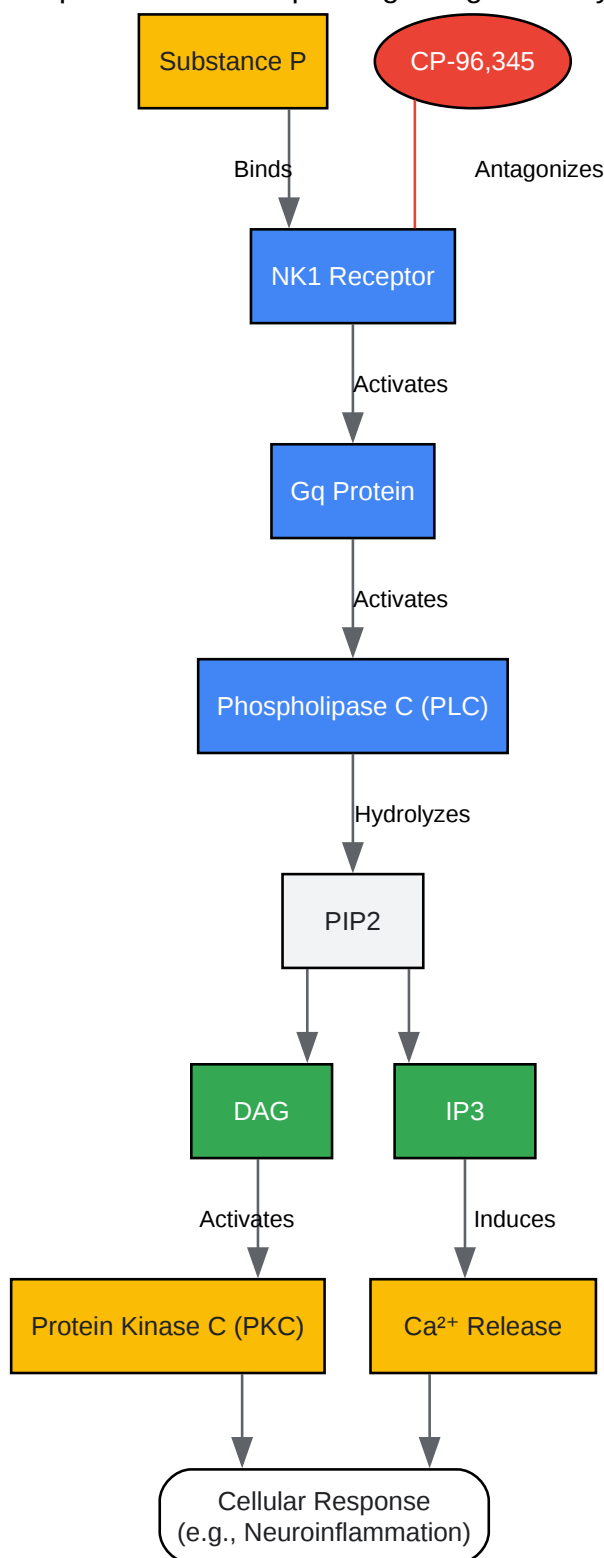 Substance P
CP-96,345
Binds
Antagonizes
NK1 Receptor
Activates
Gq Protein
Activates
Phospholipase C (PLC)
Hydrolyzes
PIP2
DAG
IP3
Activates
Induces
Protein Kinase C (PKC)
Ca²⁺ Release
Cellular Response
(e.g., Neuroinflammation)